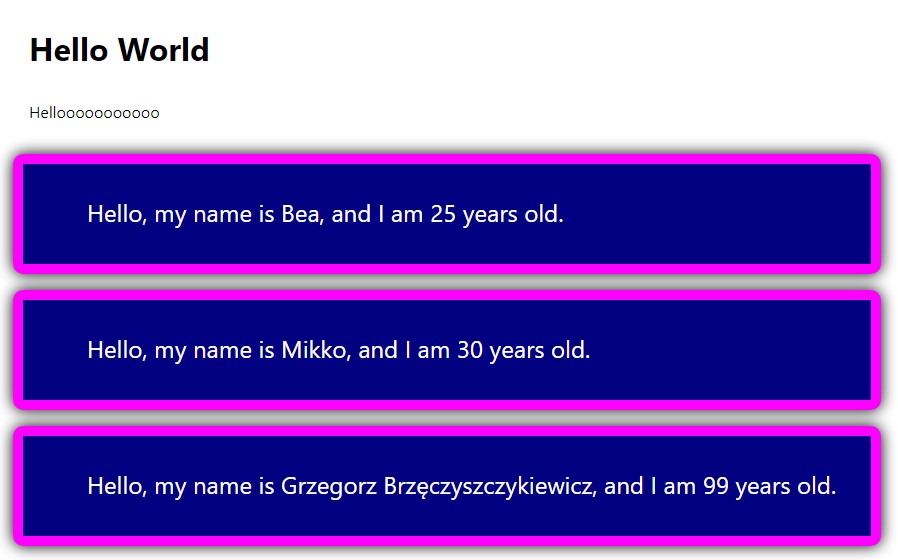 Hello World
Hellooooooooooo
Hello, my name is Bea, and I am 25 years old.
Hello, my name is Mikko, and I am 30 years old.
Hello, my name is Grzegorz Brzęczyszczykiewicz, and I am 99 years old.